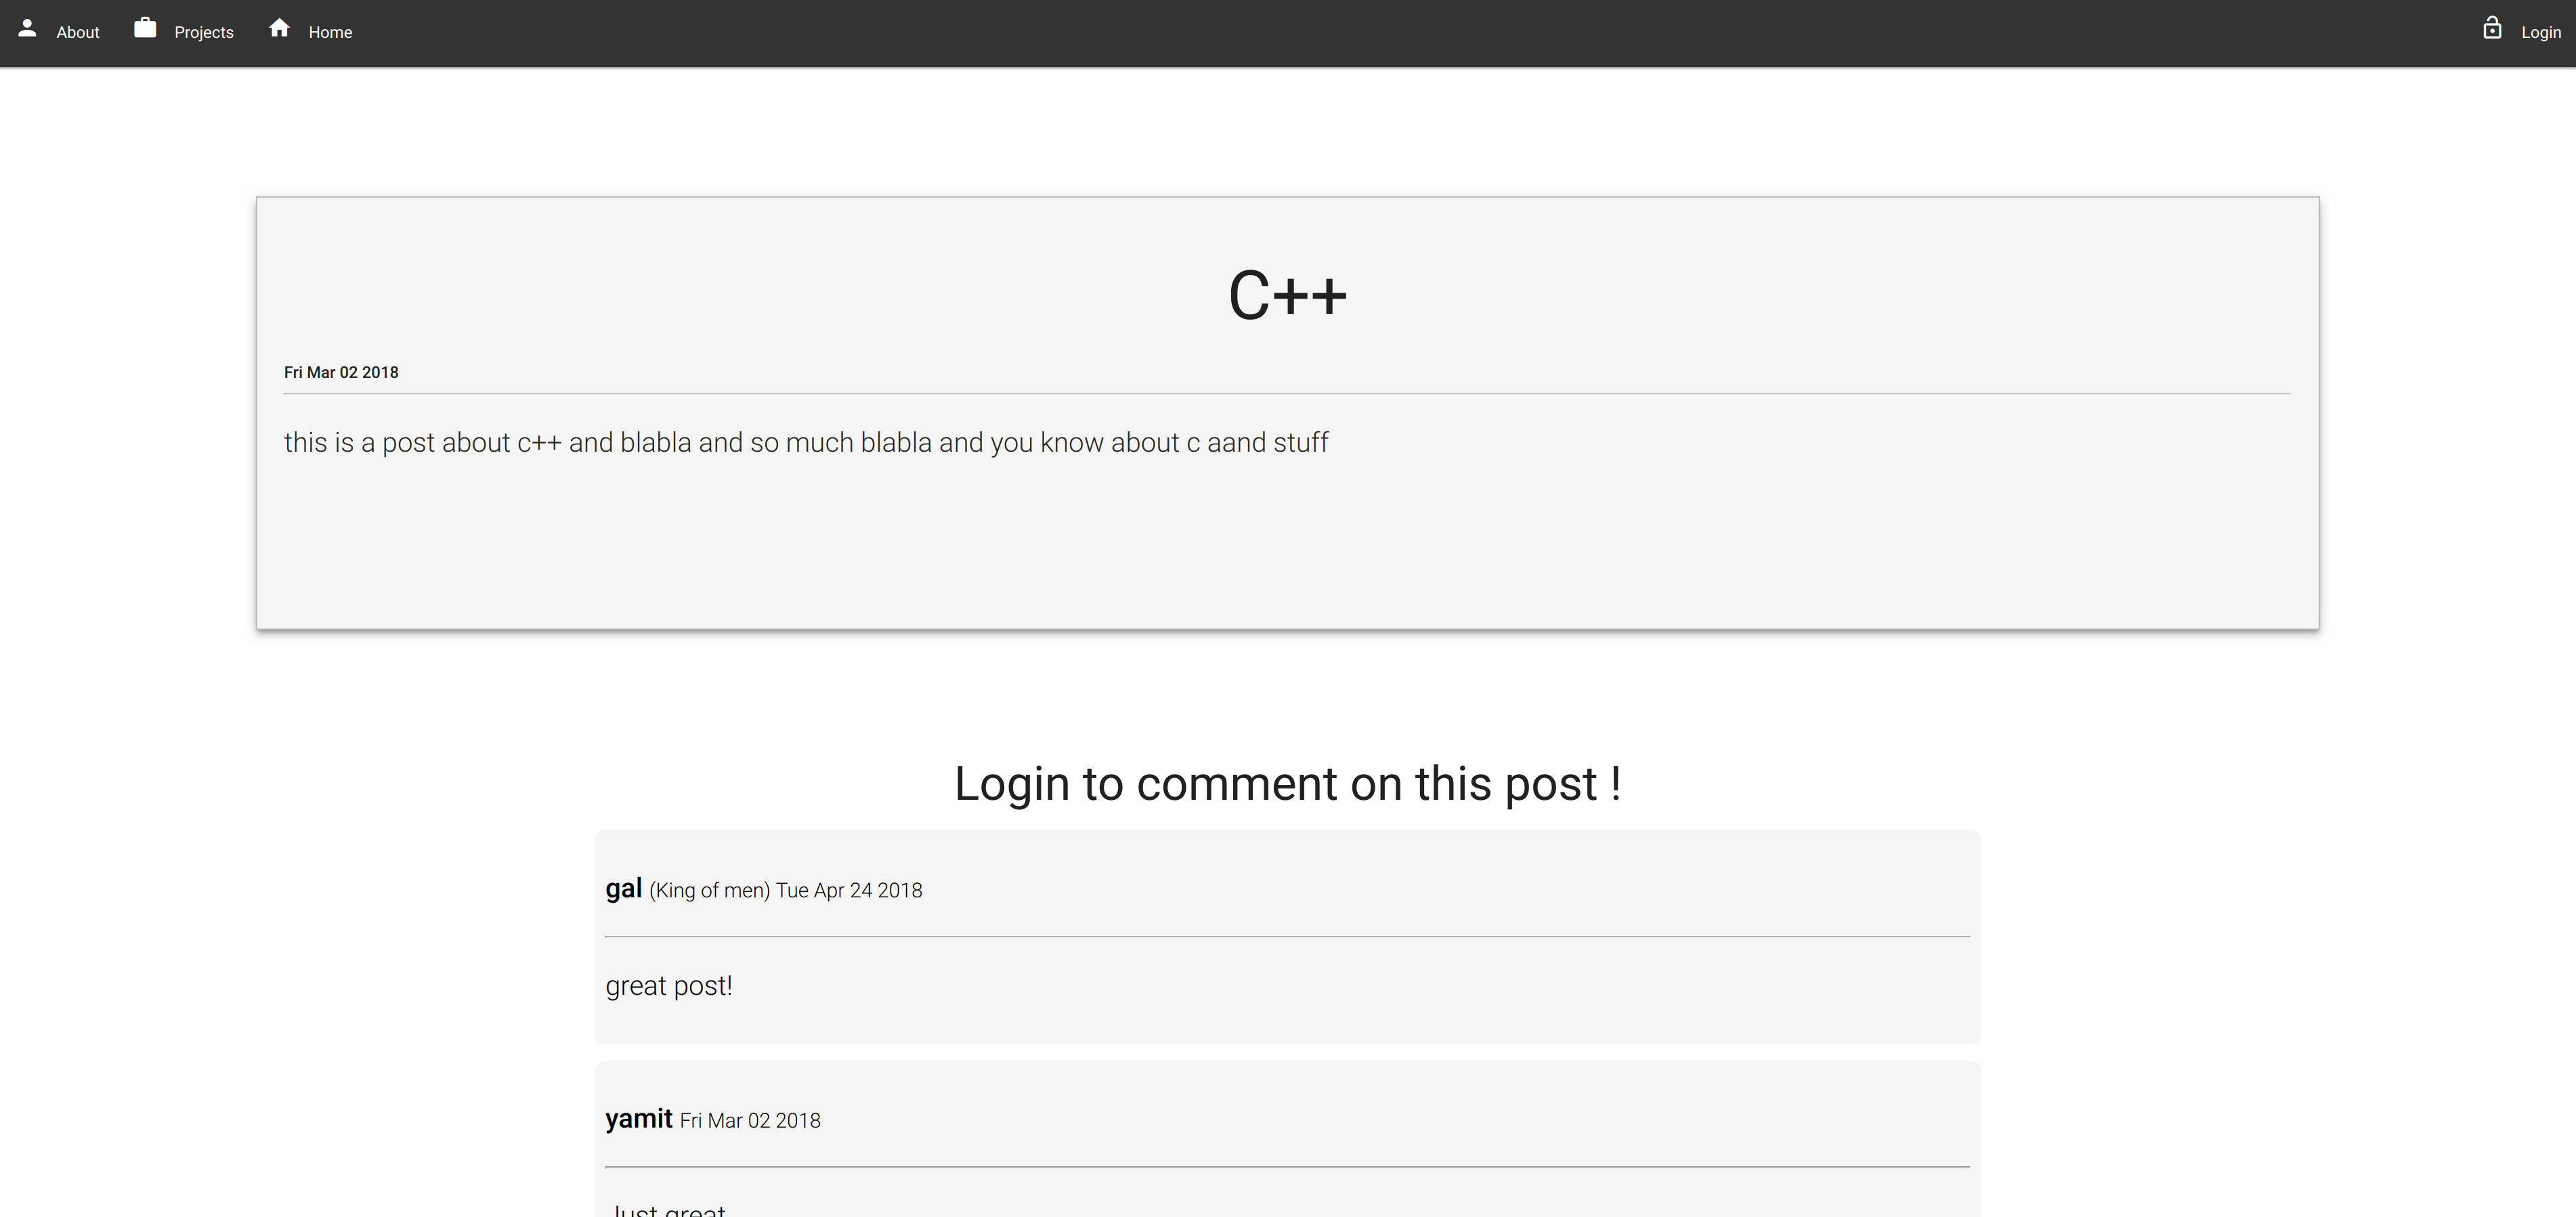 About Projects Home Login
C++
Fri Mar 02 2018
this is a post about c++ and blabla and so much blabla and you know about c aand stuff
Login to comment on this post !
gal (King of men) Tue Apr 24 2018
great post!
yamit Fri Mar 02 2018
Just great